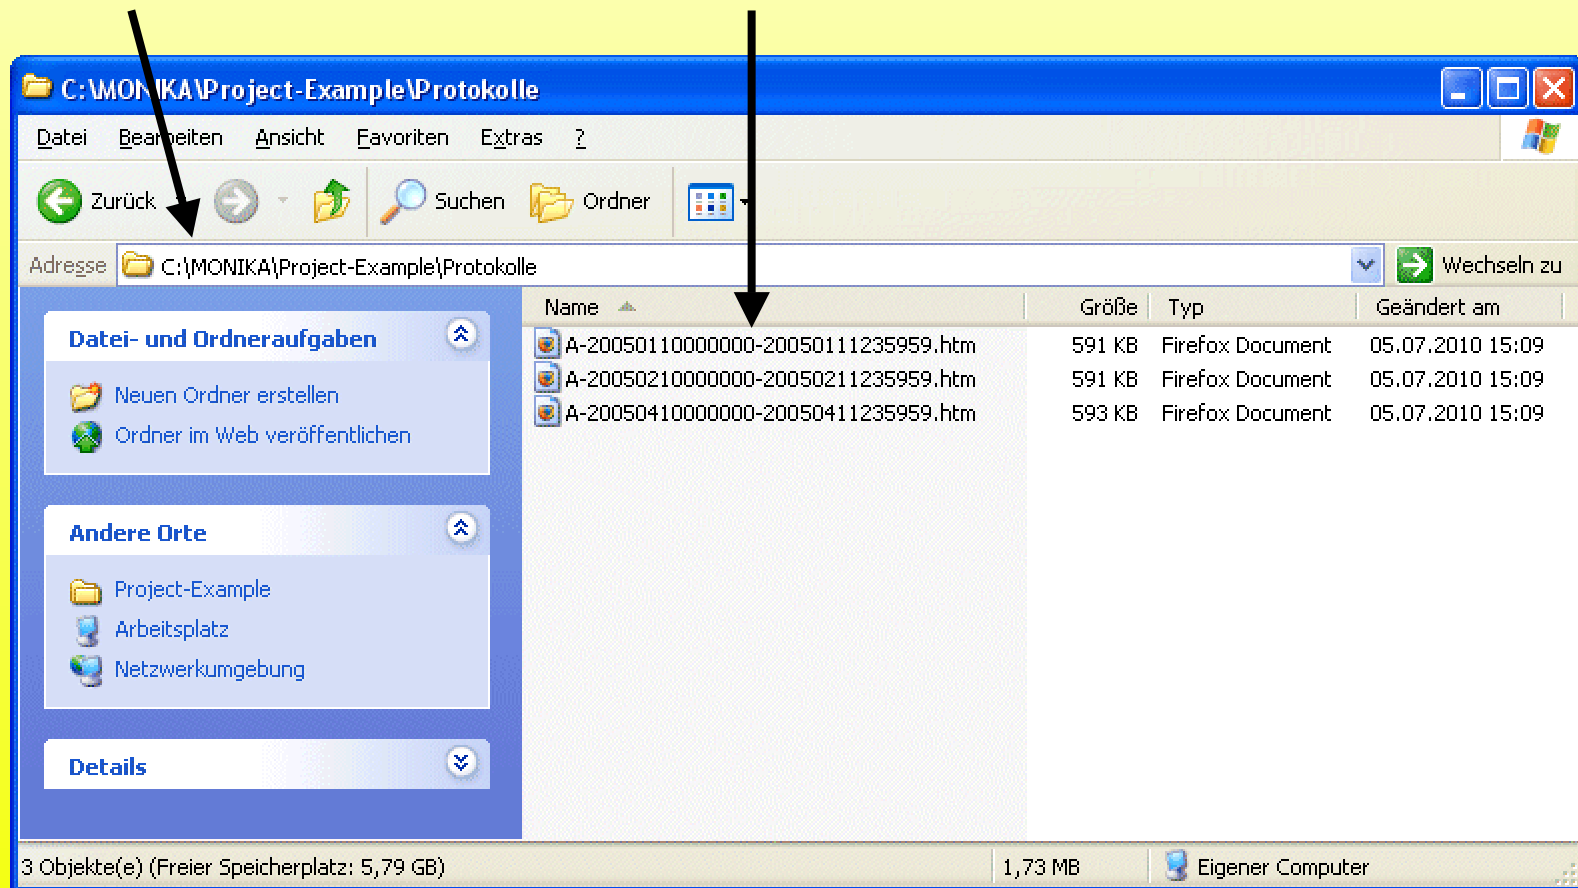 C:\MONIKA\Project-Example\Protokolle
Datei Bearbeiten Ansicht Favoriten Extras ?
Zurück Suchen Ordner
Adresse C:\MONIKA\Project-Example\Protokolle Wechseln zu
Name Größe Typ Geändert am
Datei- und Ordneraufgaben
Neuen Ordner erstellen
Ordner im Web veröffentlichen
Andere Orte
Project-Example
Arbeitsplatz
Netzwerkumgebung
Details
A-20050110000000-20050111235959.htm 591 KB Firefox Document 05.07.2010 15:09
A-20050210000000-20050211235959.htm 591 KB Firefox Document 05.07.2010 15:09
A-20050410000000-20050411235959.htm 593 KB Firefox Document 05.07.2010 15:09
3 Objekte(e) (Freier Speicherplatz: 5,79 GB) 1,73 MB Eigener Computer